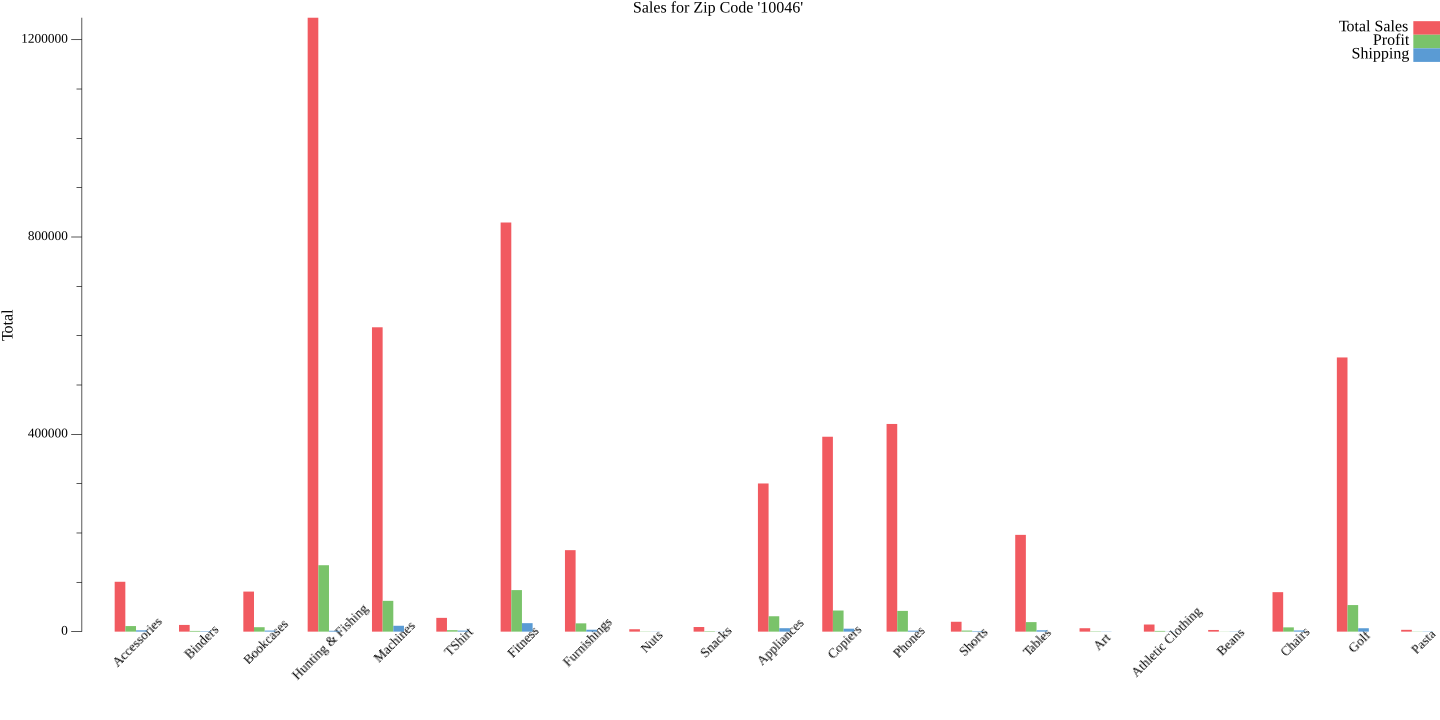 Sales for Zip Code '10046'
Total Sales
Profit
Shipping
1200000
800000
400000
0
Total
Accessories
Binders
Bookcases
Hunting & Fishing
Machines
TShirt
Fitness
Furnishings
Nuts
Snacks
Appliances
Copiers
Phones
Shorts
Tables
Art
Athletic Clothing
Beans
Chairs
Golf
Pasta